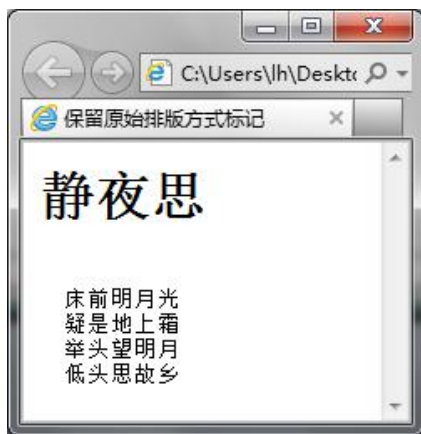 C:\Users\lh\Deskt
保留原始排版方式标记
静夜思
床前明月光
疑是地上霜
举头望明月
低头思故乡